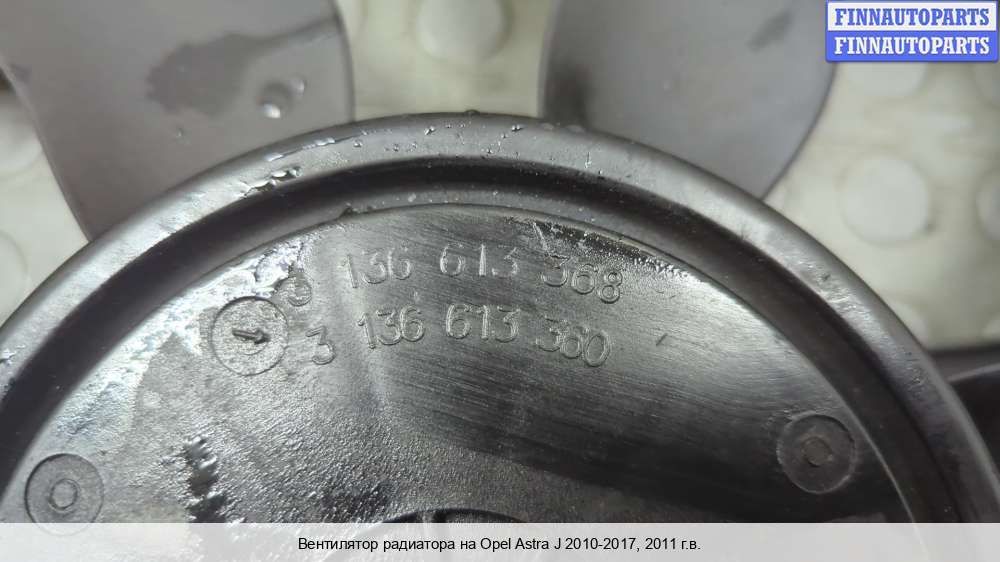 FINNAUTOPARTS
FINNAUTOPARTS
3 136 613 368
3 136 613 360
Вентилятор радиатора на Opel Astra J 2010-2017, 2011 г.в.